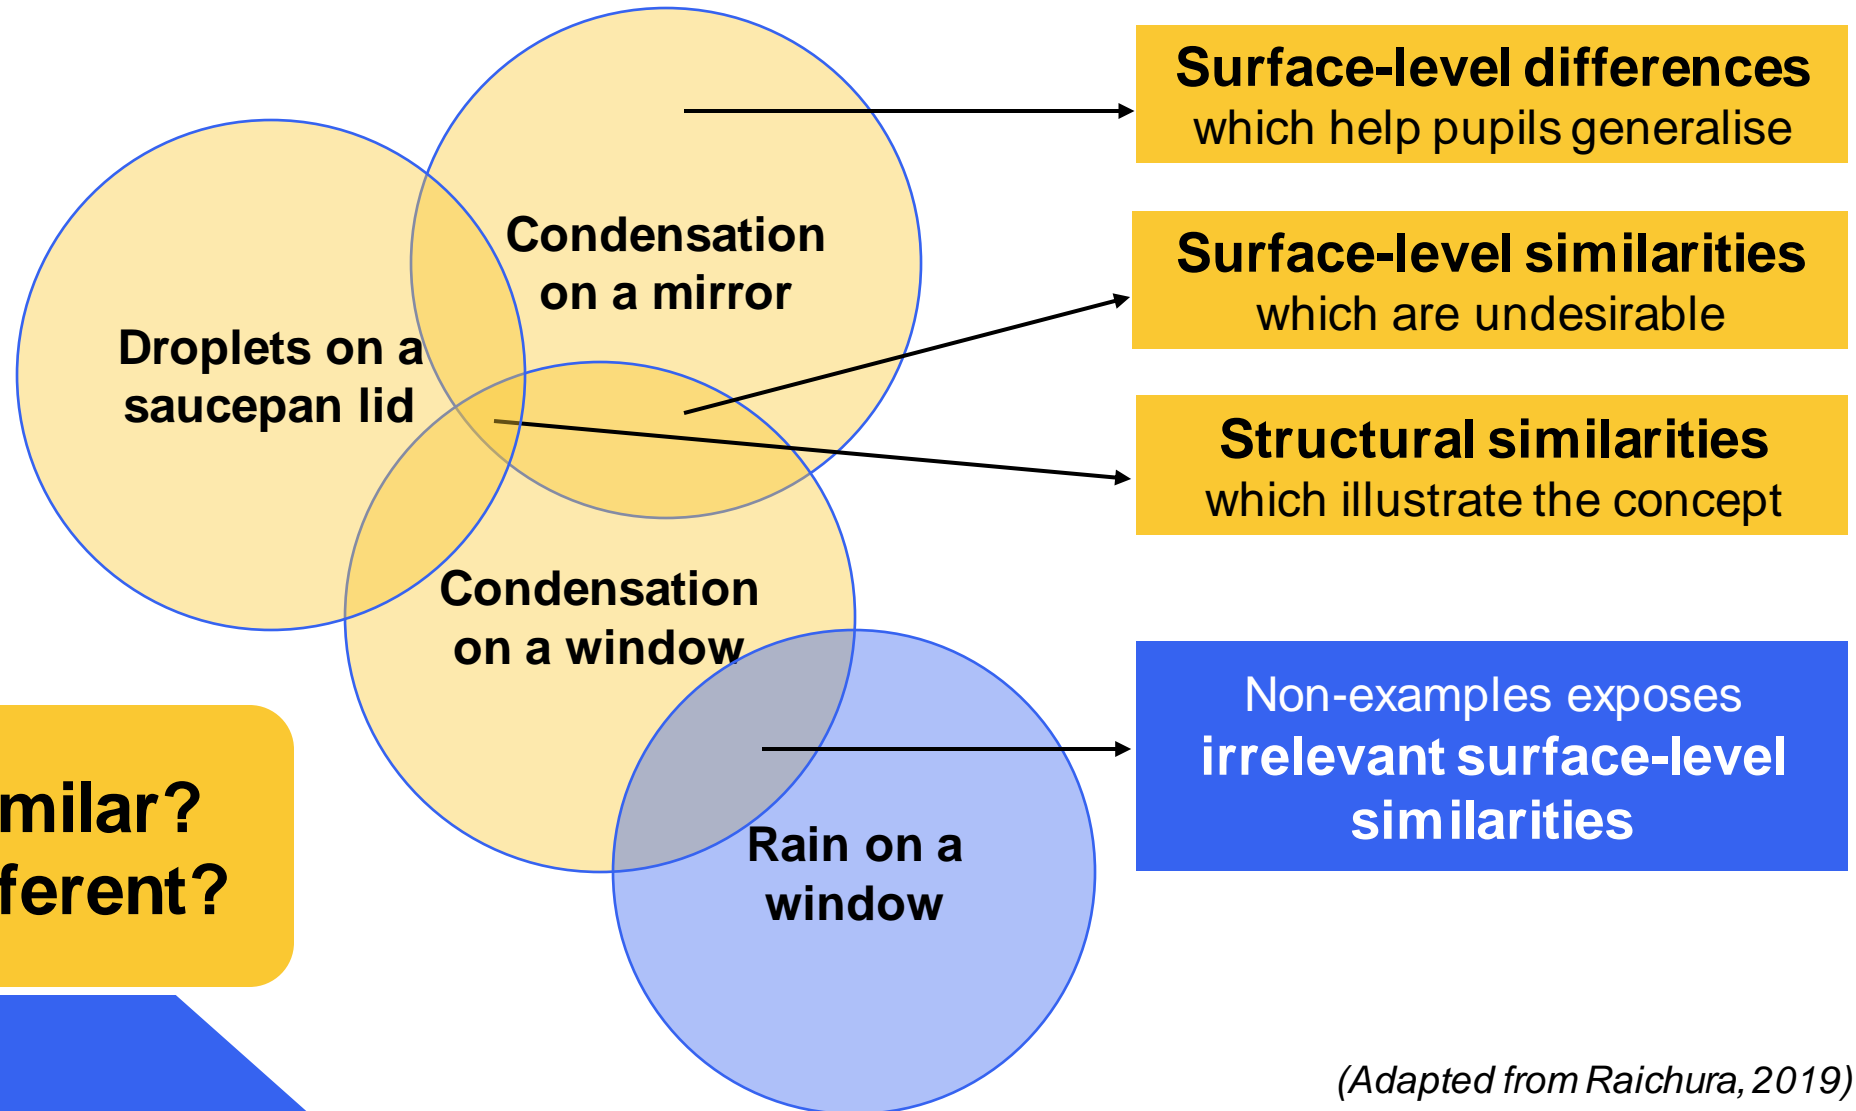 Surface-level differences
which help pupils generalise
Condensation
on a mirror
Surface-level similarities
which are undesirable
Droplets on a
saucepan lid
Structural similarities
which illustrate the concept
Condensation
on a window
Non-examples exposes
irrelevant surface-level
similarities
milar?
ferent?
Rain on a
window
(Adapted from Raichura, 2019)